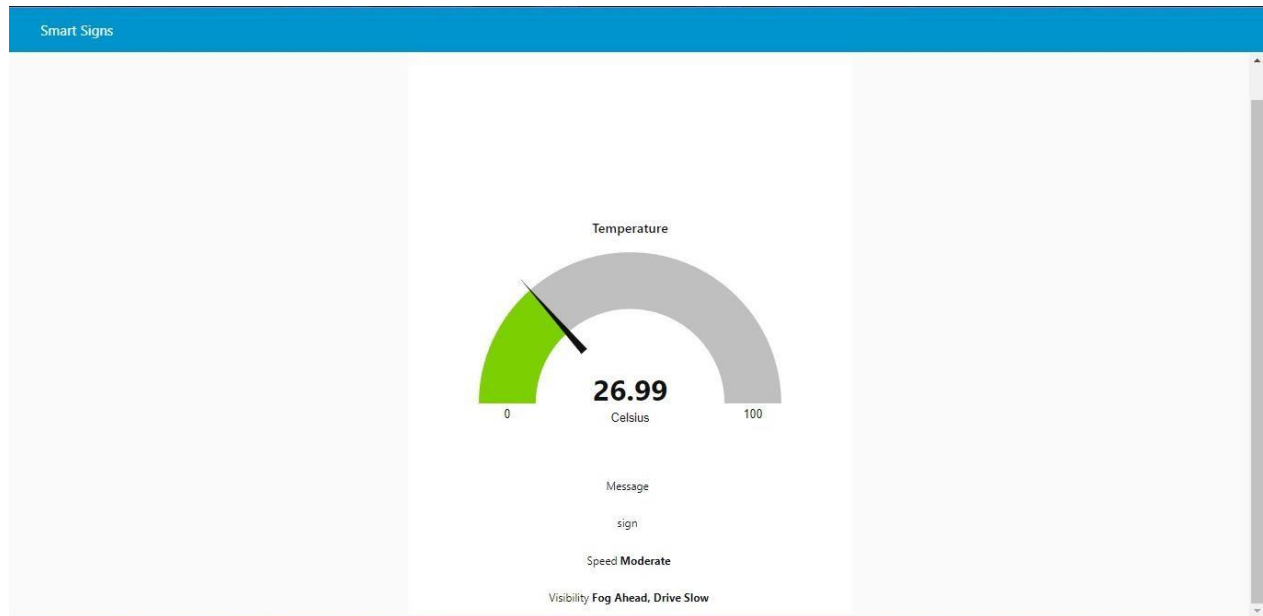 Smart Signs
Temperature
26.99
Celsius
0
100
Message
sign
Speed Moderate
Visibility Fog Ahead, Drive Slow